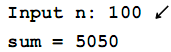 Input n: 100 ↙
sum = 5050